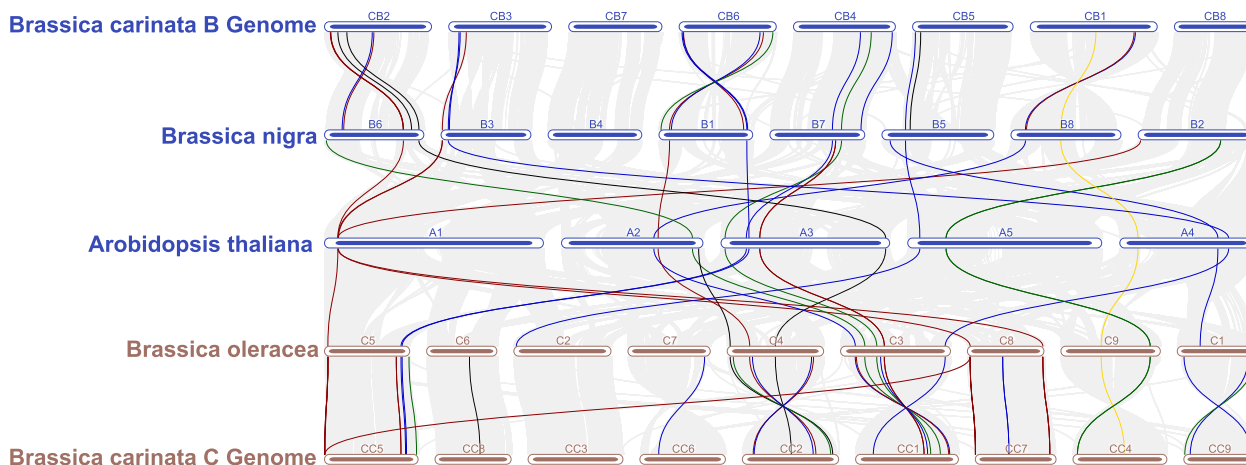 CB2 CB3 CB7 CB6 CB4 CB5 CB1 CB8
Brassica carinata B Genome
B6 B3 B4 B1 B7 B5 B8 B2
Brassica nigra
A1 A2 A3 A5 A4
Arobidopsis thaliana
C5 C6 C2 C7 C4 C3 C8 C9 C1
Brassica oleracea
CC5 CC8 CC3 CC6 CC2 CC1 CC7 CC4 CC9
Brassica carinata C Genome